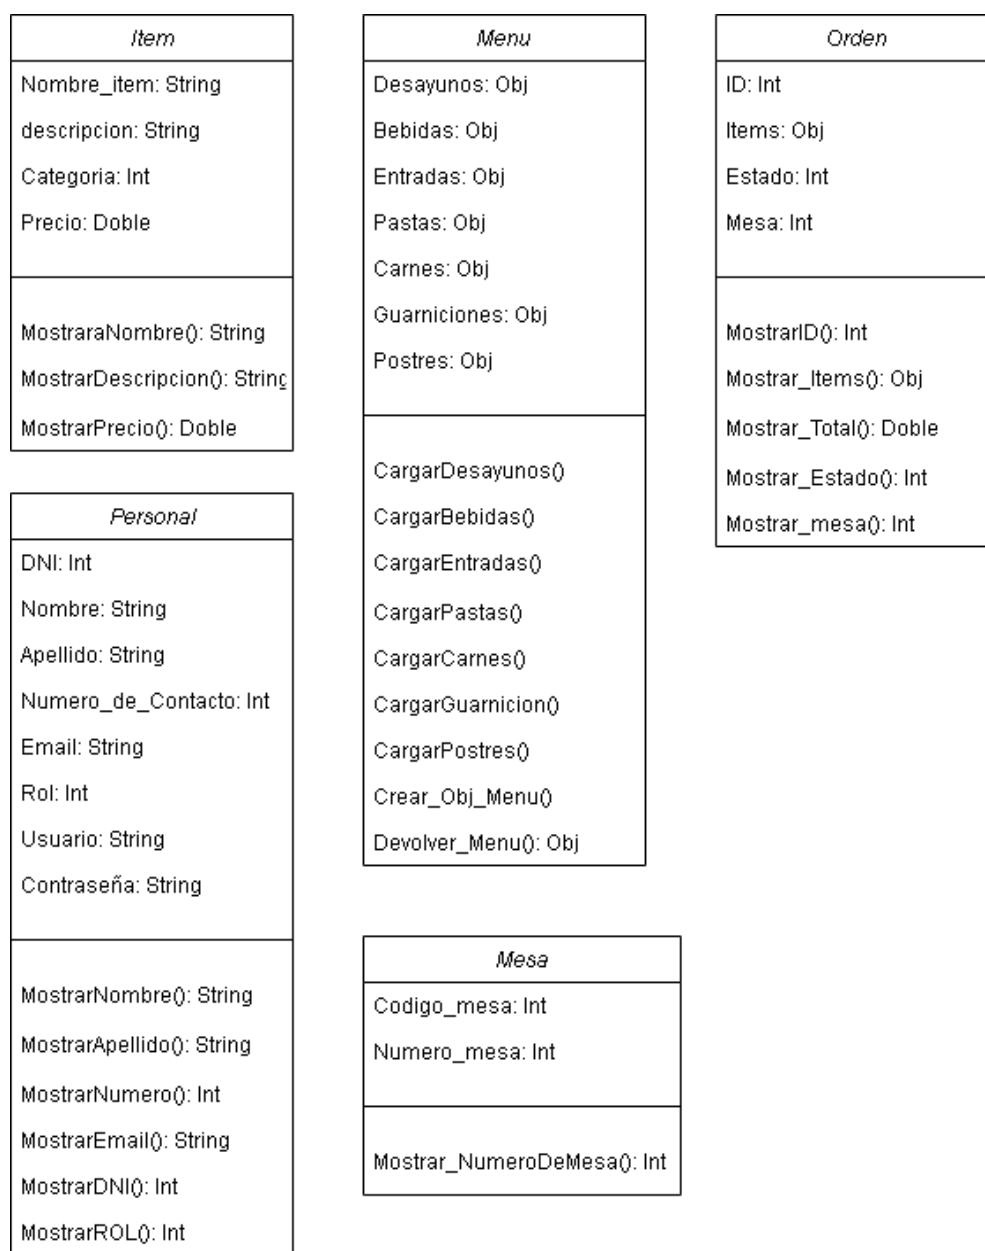 Item
Nombre_item: String
descripcion: String
Categoria: Int
Precio: Doble
MostraraNombre(): String
MostrarDescripcion(): String
MostrarPrecio(): Doble
Personal
DNI: Int
Nombre: String
Apellido: String
Numero_de_Contacto: Int
Email: String
Rol: Int
Usuario: String
Contraseña: String
MostrarNombre(): String
MostrarApellido(): String
MostrarNumero(): Int
MostrarEmail(): String
MostrarDNI(): Int
MostrarROL(): Int
Menu
Desayunos: Obj
Bebidas: Obj
Entradas: Obj
Pastas: Obj
Carnes: Obj
Guarniciones: Obj
Postres: Obj
CargarDesayunos()
CargarBebidas()
CargarEntradas()
CargarPastas()
CargarCarnes()
CargarGuarnicion()
CargarPostres()
Crear_Obj_Menu()
Devolver_Menu(): Obj
Mesa
Codigo_mesa: Int
Numero_mesa: Int
Mostrar_NumeroDeMesa(): Int
Orden
ID: Int
Items: Obj
Estado: Int
Mesa: Int
MostrarID(): Int
Mostrar_Items(): Obj
Mostrar_Total(): Doble
Mostrar_Estado(): Int
Mostrar_mesa(): Int